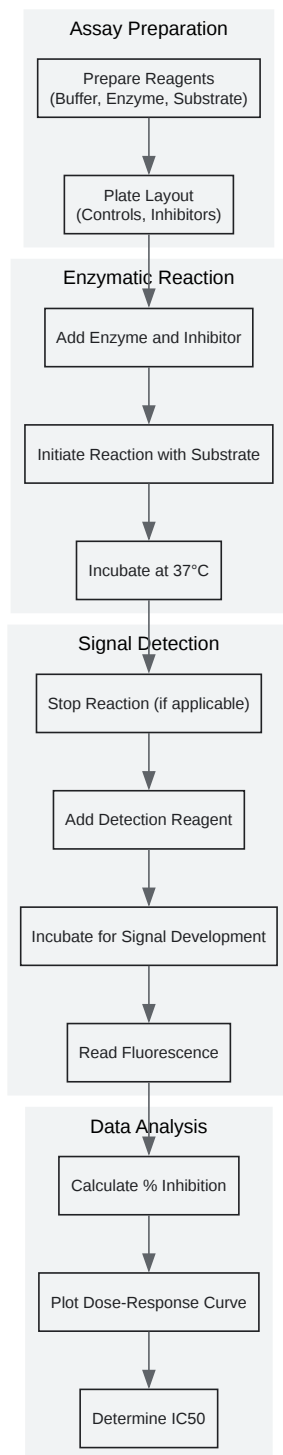 Assay Preparation
Prepare Reagents
(Buffer, Enzyme, Substrate)
Plate Layout
(Controls, Inhibitors)
Enzymatic Reaction
Add Enzyme and Inhibitor
Initiate Reaction with Substrate
Incubate at 37°C
Signal Detection
Stop Reaction (if applicable)
Add Detection Reagent
Incubate for Signal Development
Read Fluorescence
Data Analysis
Calculate % Inhibition
Plot Dose-Response Curve
Determine IC50